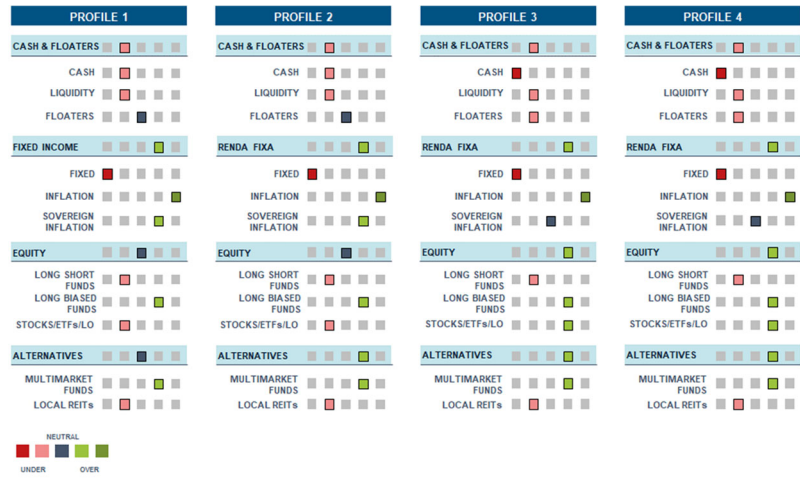 PROFILE 1
CASH & FLOATERS
CASH
LIQUIDITY
FLOATERS
FIXED INCOME
FIXED
INFLATION
SOVEREIGN
INFLATION
EQUITY
LONG SHORT
FUNDS
LONG BIASED
FUNDS
STOCKS/ETFs/LO
ALTERNATIVES
MULTIMARKET
FUNDS
LOCAL REITs
PROFILE 2
CASH & FLOATERS
CASH
LIQUIDITY
FLOATERS
RENDA FIXA
FIXED
INFLATION
SOVEREIGN
INFLATION
EQUITY
LONG SHORT
FUNDS
LONG BIASED
FUNDS
STOCKS/ETFs/LO
ALTERNATIVES
MULTIMARKET
FUNDS
LOCAL REITs
PROFILE 3
CASH & FLOATERS
CASH
LIQUIDITY
FLOATERS
RENDA FIXA
FIXED
INFLATION
SOVEREIGN
INFLATION
EQUITY
LONG SHORT
FUNDS
LONG BIASED
FUNDS
STOCKS/ETFs/LO
ALTERNATIVES
MULTIMARKET
FUNDS
LOCAL REITs
PROFILE 4
CASH & FLOATERS
CASH
LIQUIDITY
FLOATERS
RENDA FIXA
FIXED
INFLATION
SOVEREIGN
INFLATION
EQUITY
LONG SHORT
FUNDS
LONG BIASED
FUNDS
STOCKS/ETFs/LO
ALTERNATIVES
MULTIMARKET
FUNDS
LOCAL REITs
NEUTRAL
UNDER OVER